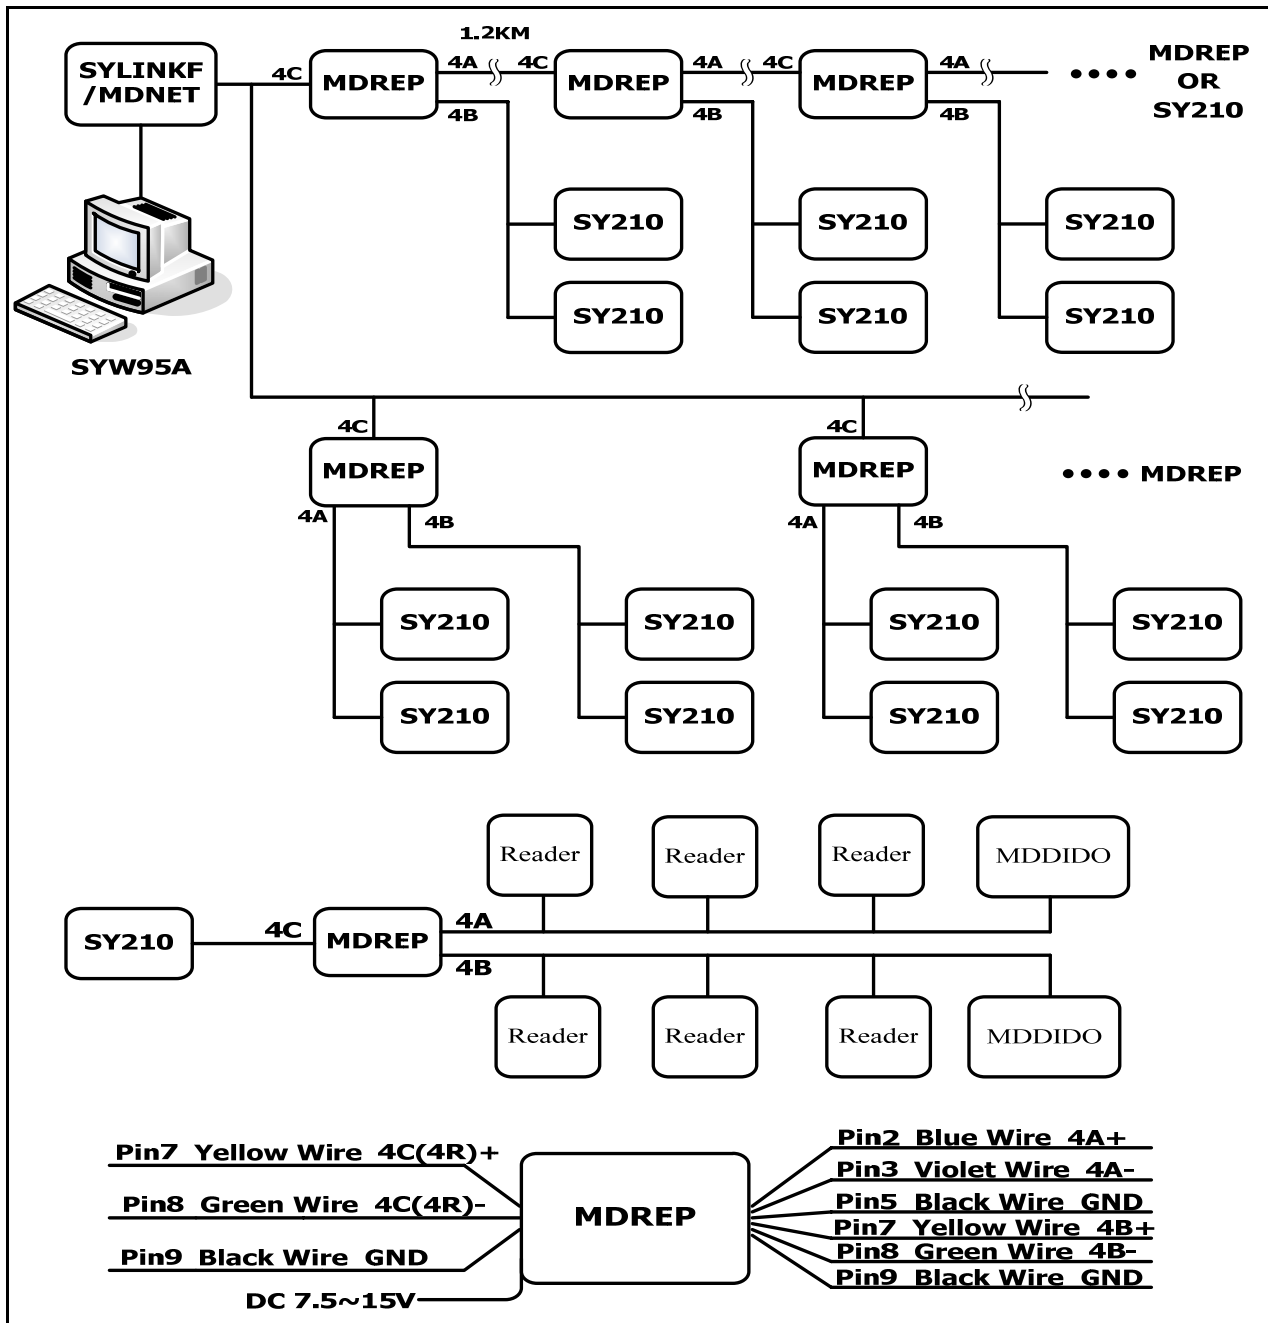 SYLINKF
/MDNET
4C
MDREP
1.2KM
4A
4C
MDREP
4A
4C
MDREP
4A
MDREP
OR
SY210
4B
4B
4B
SY210
SY210
SY210
SY210
SY210
SY210
SYW95A
4C
MDREP
4A
4B
4C
MDREP
4A
4B
MDREP
SY210
SY210
SY210
SY210
SY210
SY210
SY210
SY210
Reader
Reader
Reader
MDDIDO
SY210
4C
MDREP
4A
4B
Reader
Reader
Reader
MDDIDO
Pin7 Yellow Wire 4C(4R)+
Pin8 Green Wire 4C(4R)-
Pin9 Black Wire GND
DC 7.5~15V
MDREP
Pin2 Blue Wire 4A+
Pin3 Violet Wire 4A-
Pin5 Black Wire GND
Pin7 Yellow Wire 4B+
Pin8 Green Wire 4B-
Pin9 Black Wire GND